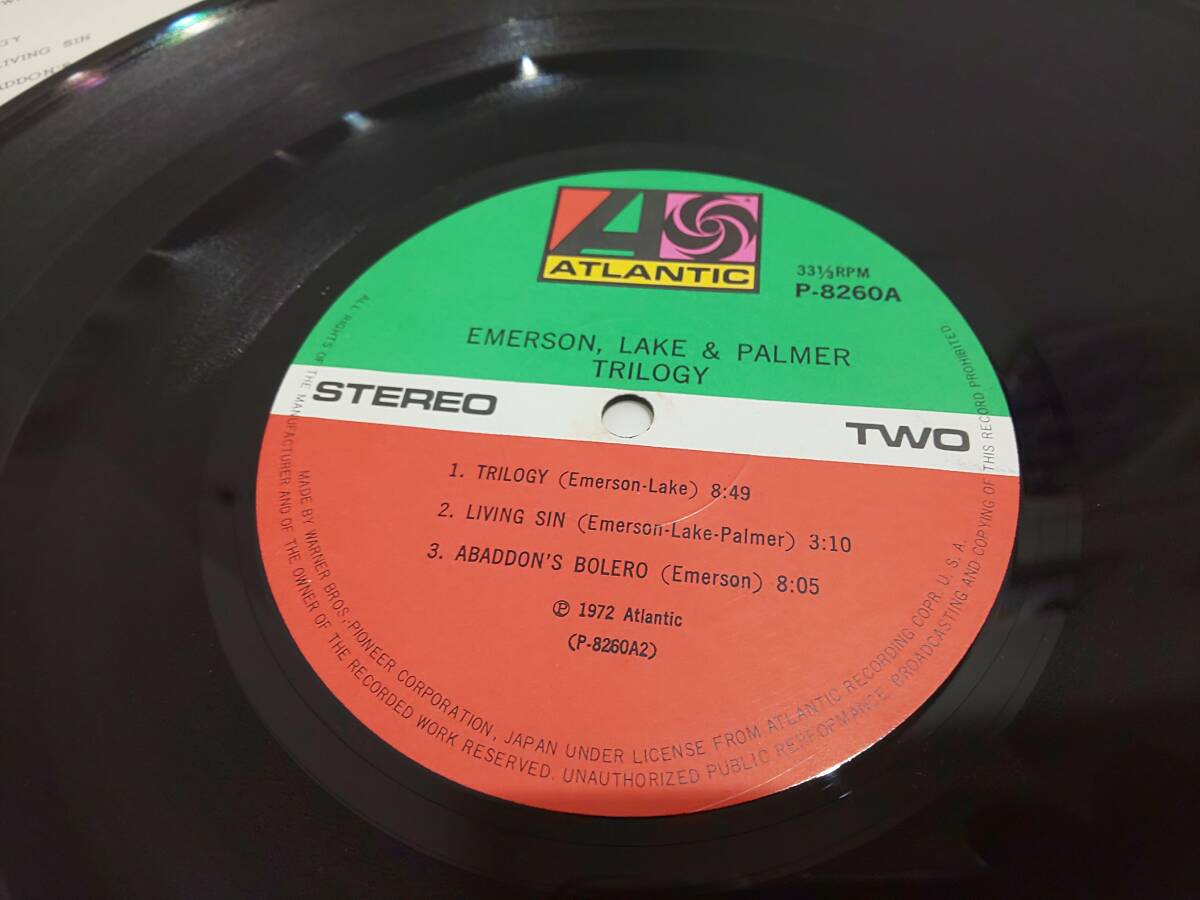 GY
LIVING SIN
ATLANTIC
33⅓RPM
P-8260A
EMERSON, LAKE & PALMER
TRILOGY
STEREO
TWO
1. TRILOGY (Emerson-Lake) 8:49
2. LIVING SIN (Emerson-Lake-Palmer) 3:10
3. ABADDON'S BOLERO (Emerson) 8:05
℗ 1972 Atlantic
(P-8260A2)
MADE BY WARNER BROS.-PIONEER CORPORATION, JAPAN UNDER LICENSE FROM ATLANTIC RECORDING COPR. U. S. A.
ALL RIGHTS OF THE MANUFACTURER AND OF THE OWNER OF THE RECORDED WORK RESERVED. UNAUTHORIZED PUBLIC PERFOPMANCE BROADCASTING AND COPYING OF THIS RECORD PROHIBITED